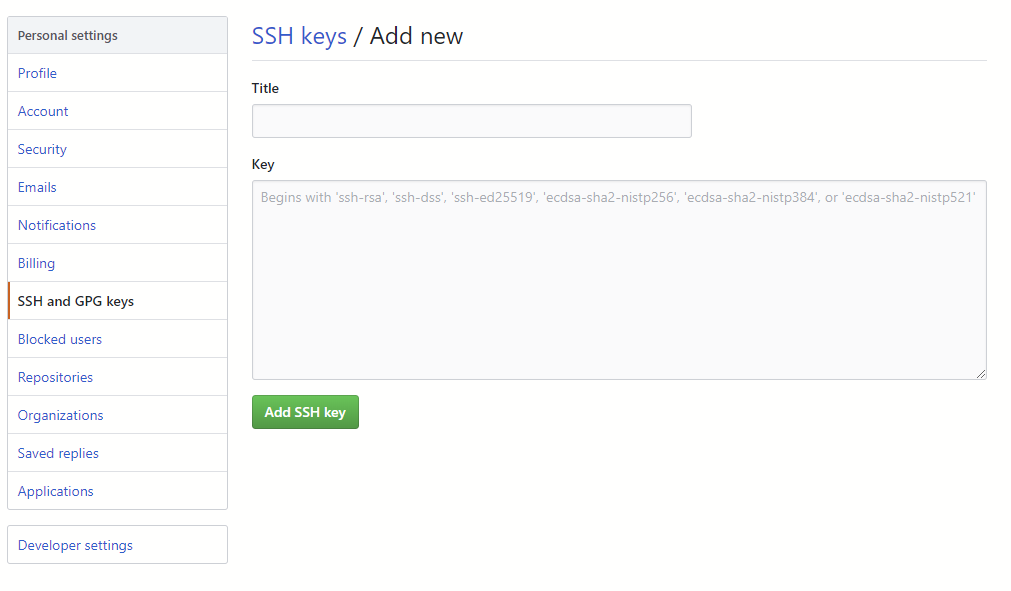 Personal settings
Profile
Account
Security
Emails
Notifications
Billing
SSH and GPG keys
Blocked users
Repositories
Organizations
Saved replies
Applications
Developer settings
SSH keys / Add new
Title
Key
Begins with 'ssh-rsa', 'ssh-dss', 'ssh-ed25519', 'ecdsa-sha2-nistp256', 'ecdsa-sha2-nistp384', or 'ecdsa-sha2-nistp521'
Add SSH key